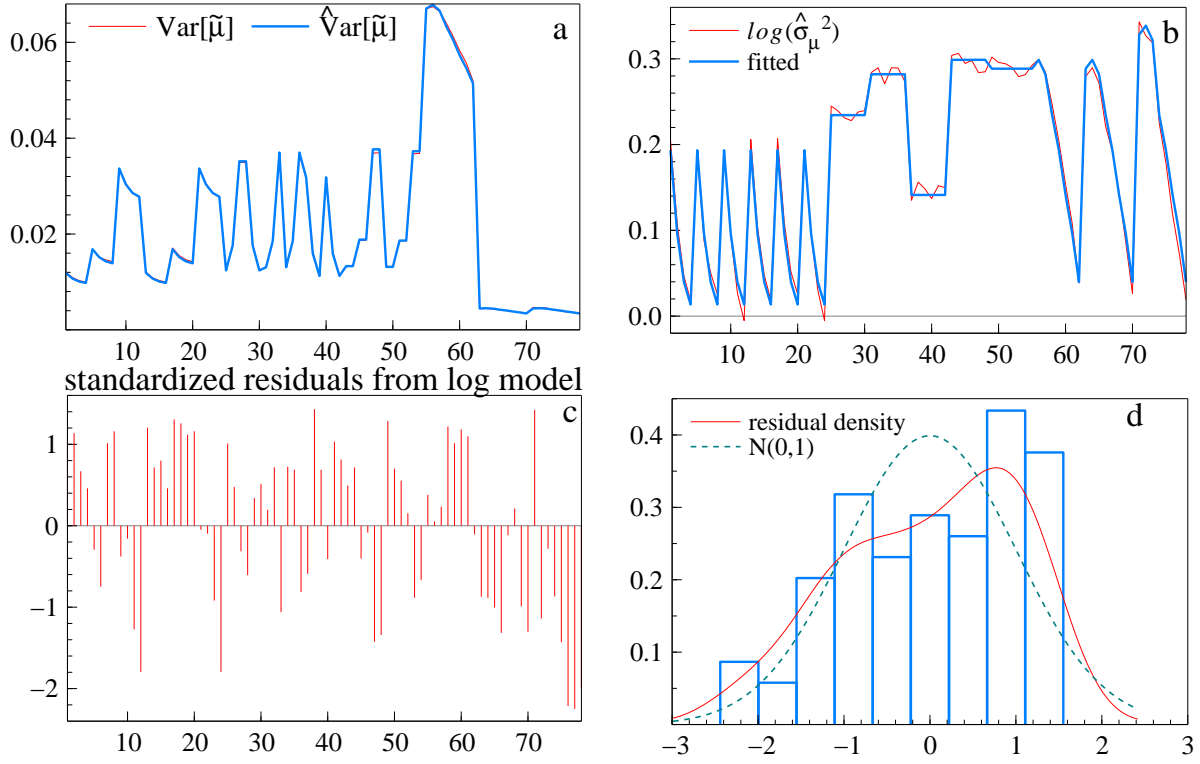 Var[μ̃] V̂ar[μ̃] a
0.06
0.04
0.02
10 20 30 40 50 60 70
log(σ̂μ²) b
fitted
0.4
0.3
0.2
0.1
0.0
10 20 30 40 50 60 70
standardized residuals from log model
c
1
0
−1
−2
10 20 30 40 50 60 70
residual density d
N(0,1)
0.4
0.3
0.2
0.1
−3 −2 −1 0 1 2 3